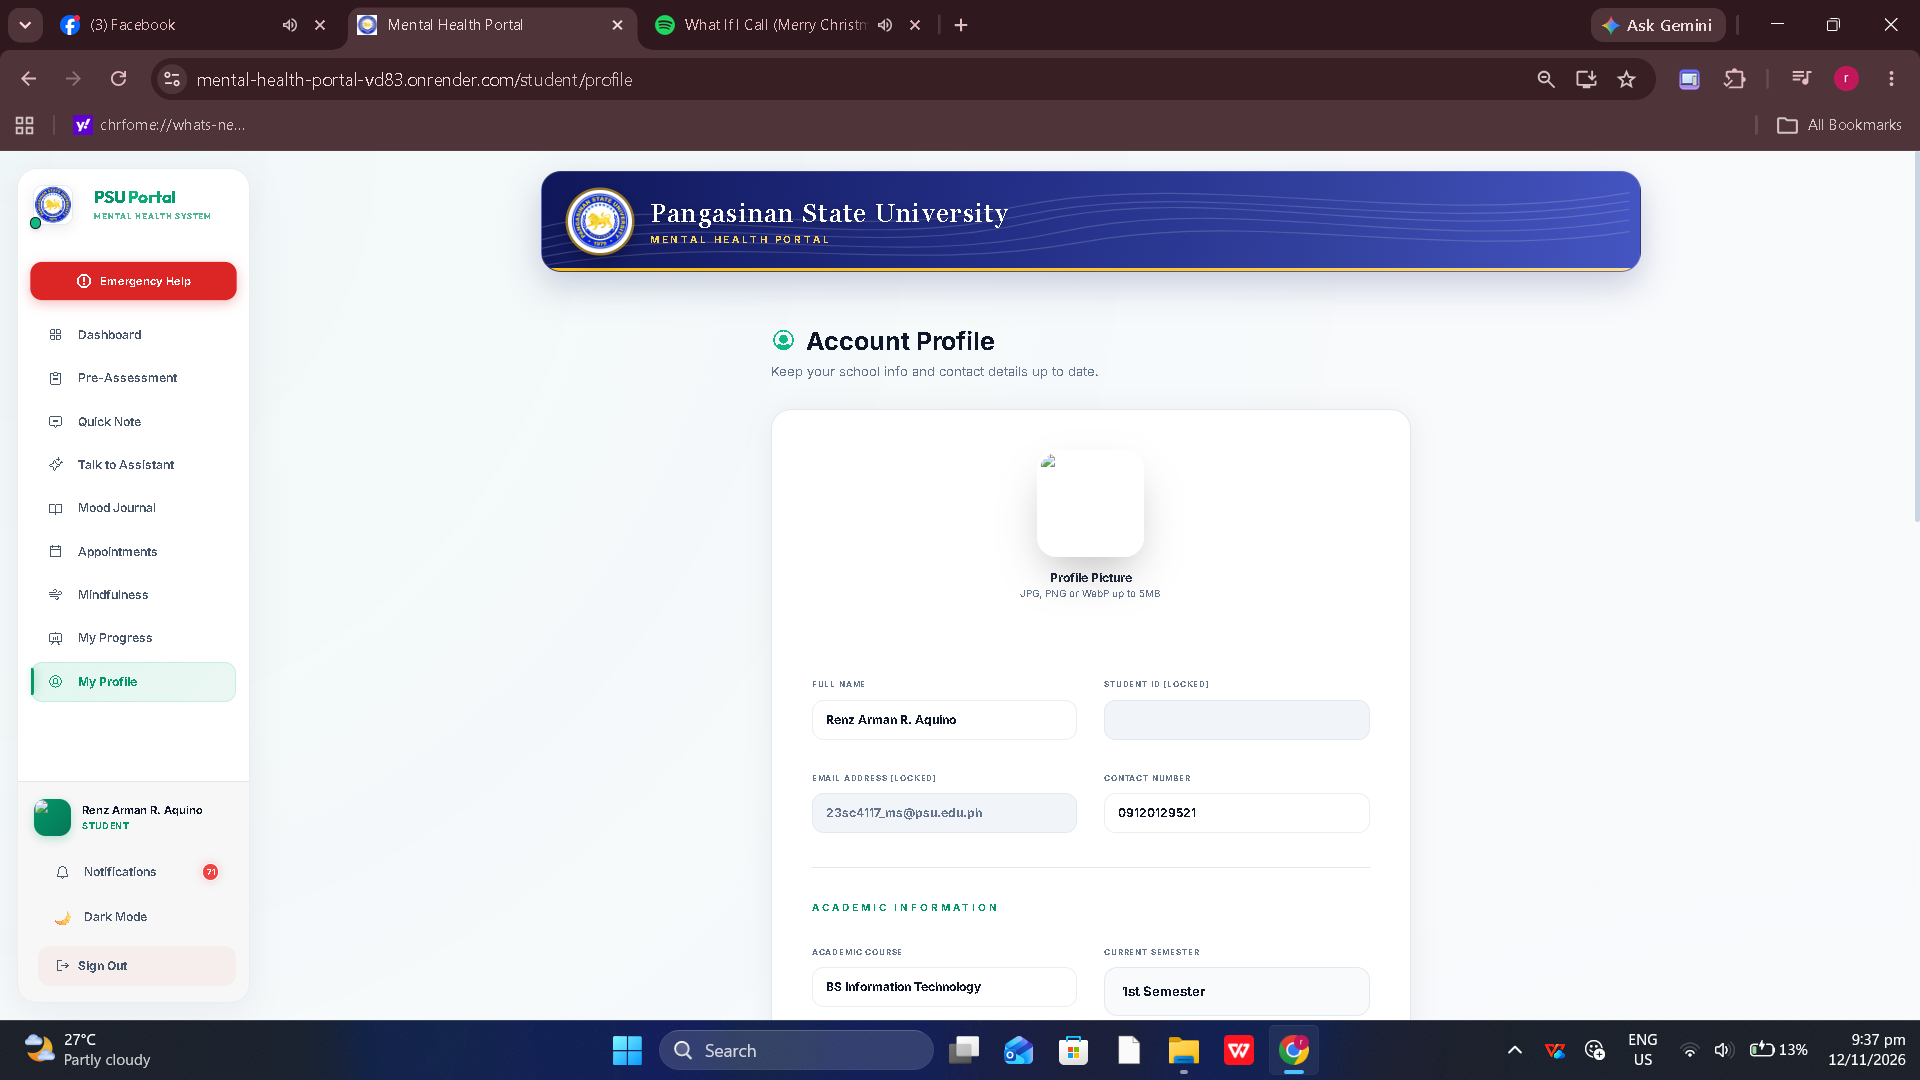 (3) Facebook
Mental Health Portal
What If I Call (Merry Christm
Ask Gemini
mental-health-portal-vd83.onrender.com/student/profile
r
chrfome://whats-ne...
All Bookmarks
PSU Portal
MENTAL HEALTH SYSTEM
Emergency Help
Dashboard
Pre-Assessment
Quick Note
Talk to Assistant
Mood Journal
Appointments
Mindfulness
My Progress
My Profile
Renz Arman R. Aquino
STUDENT
Notifications
71
Dark Mode
Sign Out
Pangasinan State University
MENTAL HEALTH PORTAL
Account Profile
Keep your school info and contact details up to date.
Profile Picture
JPG, PNG or WebP up to 5MB
FULL NAME
Renz Arman R. Aquino
STUDENT ID (LOCKED)
EMAIL ADDRESS (LOCKED)
23sc4117_ms@psu.edu.ph
CONTACT NUMBER
09120129521
ACADEMIC INFORMATION
ACADEMIC COURSE
BS Information Technology
CURRENT SEMESTER
1st Semester
27°C
Partly cloudy
Search
ENG
US
13%
9:37 pm
12/11/2026